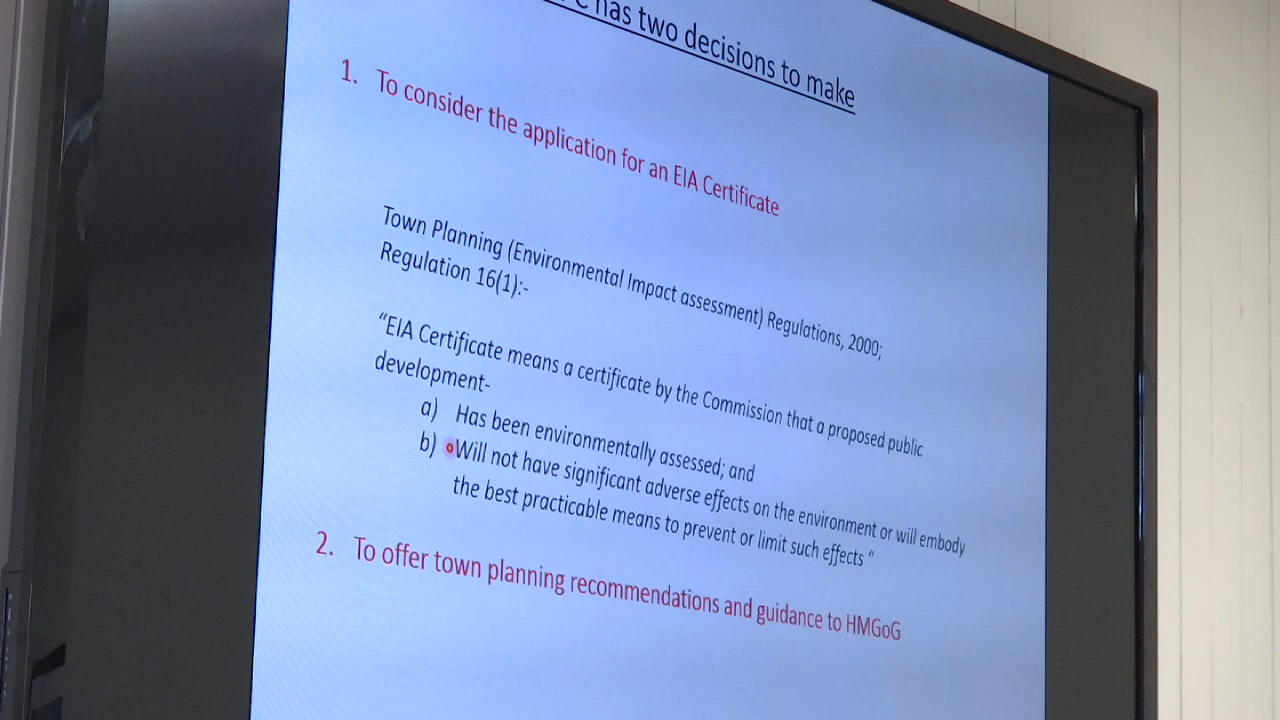 has two decisions to make
1. To consider the application for an EIA Certificate
Town Planning (Environmental Impact assessment) Regulations, 2000;
Regulation 16(1):-
“EIA Certificate means a certificate by the Commission that a proposed public
development-
a) Has been environmentally assessed; and
b) Will not have significant adverse effects on the environment or will embody
the best practicable means to prevent or limit such effects “
2. To offer town planning recommendations and guidance to HMGoG